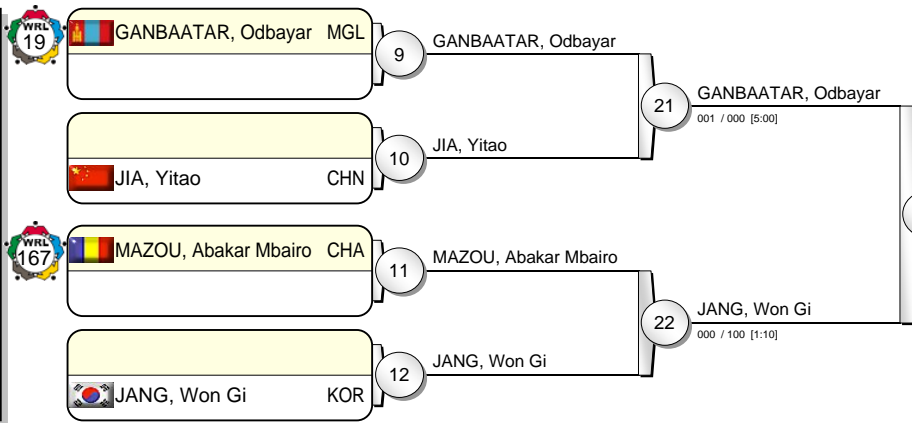 WRL
19
GANBAATAR, Odbayar MGL
9
GANBAATAR, Odbayar
21
GANBAATAR, Odbayar
001 / 000 [5:00]
10
JIA, Yitao
JIA, Yitao CHN
WRL
167
MAZOU, Abakar Mbairo CHA
11
MAZOU, Abakar Mbairo
22
JANG, Won Gi
000 / 100 [1:10]
12
JANG, Won Gi
JANG, Won Gi KOR